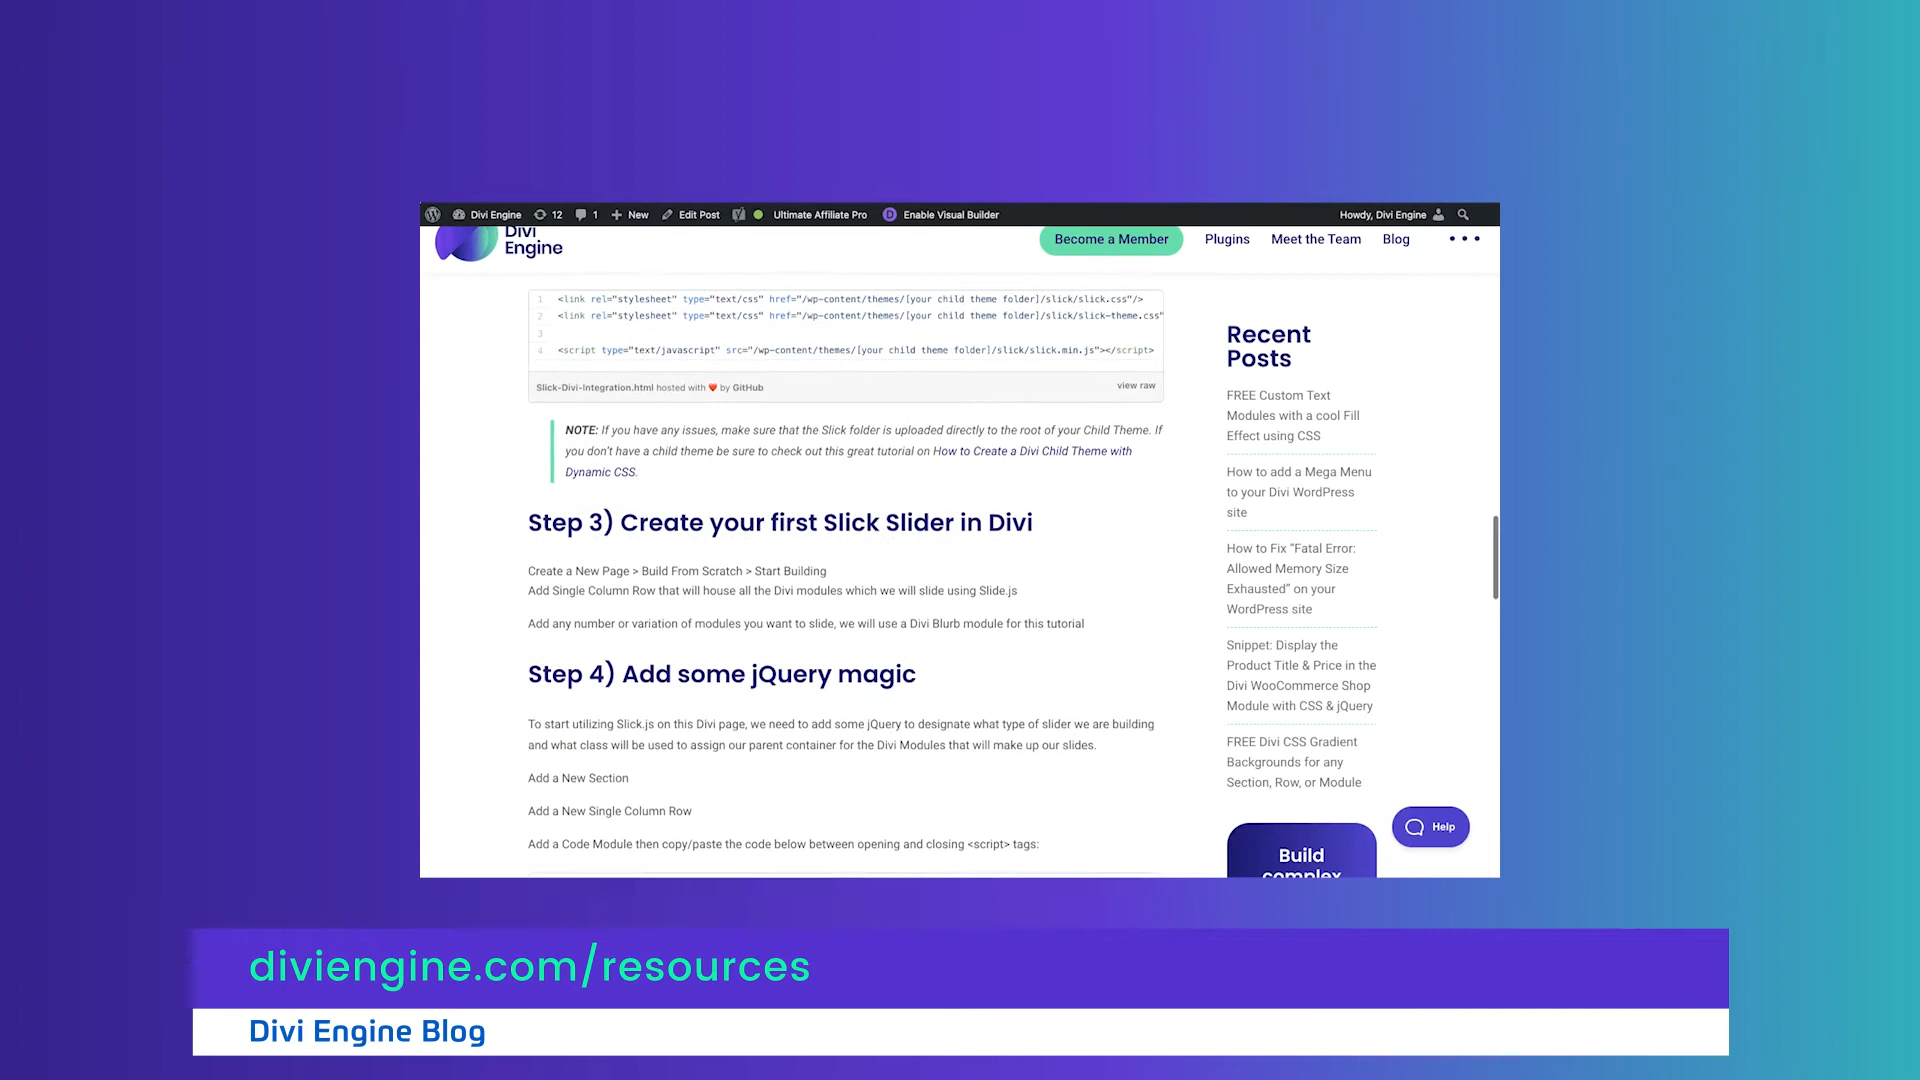 Divi Engine 12 1 New Edit Post Ultimate Affiliate Pro Enable Visual Builder Howdy, Divi Engine
Divi
Engine
Become a Member Plugins Meet the Team Blog
1 <link rel="stylesheet" type="text/css" href="/wp-content/themes/[your child theme folder]/slick/slick.css"/>
2 <link rel="stylesheet" type="text/css" href="/wp-content/themes/[your child theme folder]/slick/slick-theme.css"
3
4 <script type="text/javascript" src="/wp-content/themes/[your child theme folder]/slick/slick.min.js"></script>
Slick-Divi-Integration.html hosted with ❤ by GitHub view raw
NOTE: If you have any issues, make sure that the Slick folder is uploaded directly to the root of your Child Theme. If
you don't have a child theme be sure to check out this great tutorial on How to Create a Divi Child Theme with
Dynamic CSS.
Step 3) Create your first Slick Slider in Divi
Create a New Page > Build From Scratch > Start Building
Add Single Column Row that will house all the Divi modules which we will slide using Slide.js
Add any number or variation of modules you want to slide, we will use a Divi Blurb module for this tutorial
Step 4) Add some jQuery magic
To start utilizing Slick.js on this Divi page, we need to add some jQuery to designate what type of slider we are building
and what class will be used to assign our parent container for the Divi Modules that will make up our slides.
Add a New Section
Add a New Single Column Row
Add a Code Module then copy/paste the code below between opening and closing <script> tags:
Recent
Posts
FREE Custom Text
Modules with a cool Fill
Effect using CSS
How to add a Mega Menu
to your Divi WordPress
site
How to Fix "Fatal Error:
Allowed Memory Size
Exhausted" on your
WordPress site
Snippet: Display the
Product Title & Price in the
Divi WooCommerce Shop
Module with CSS & jQuery
FREE Divi CSS Gradient
Backgrounds for any
Section, Row, or Module
Build
complex
Help
diviengine.com/resources
Divi Engine Blog